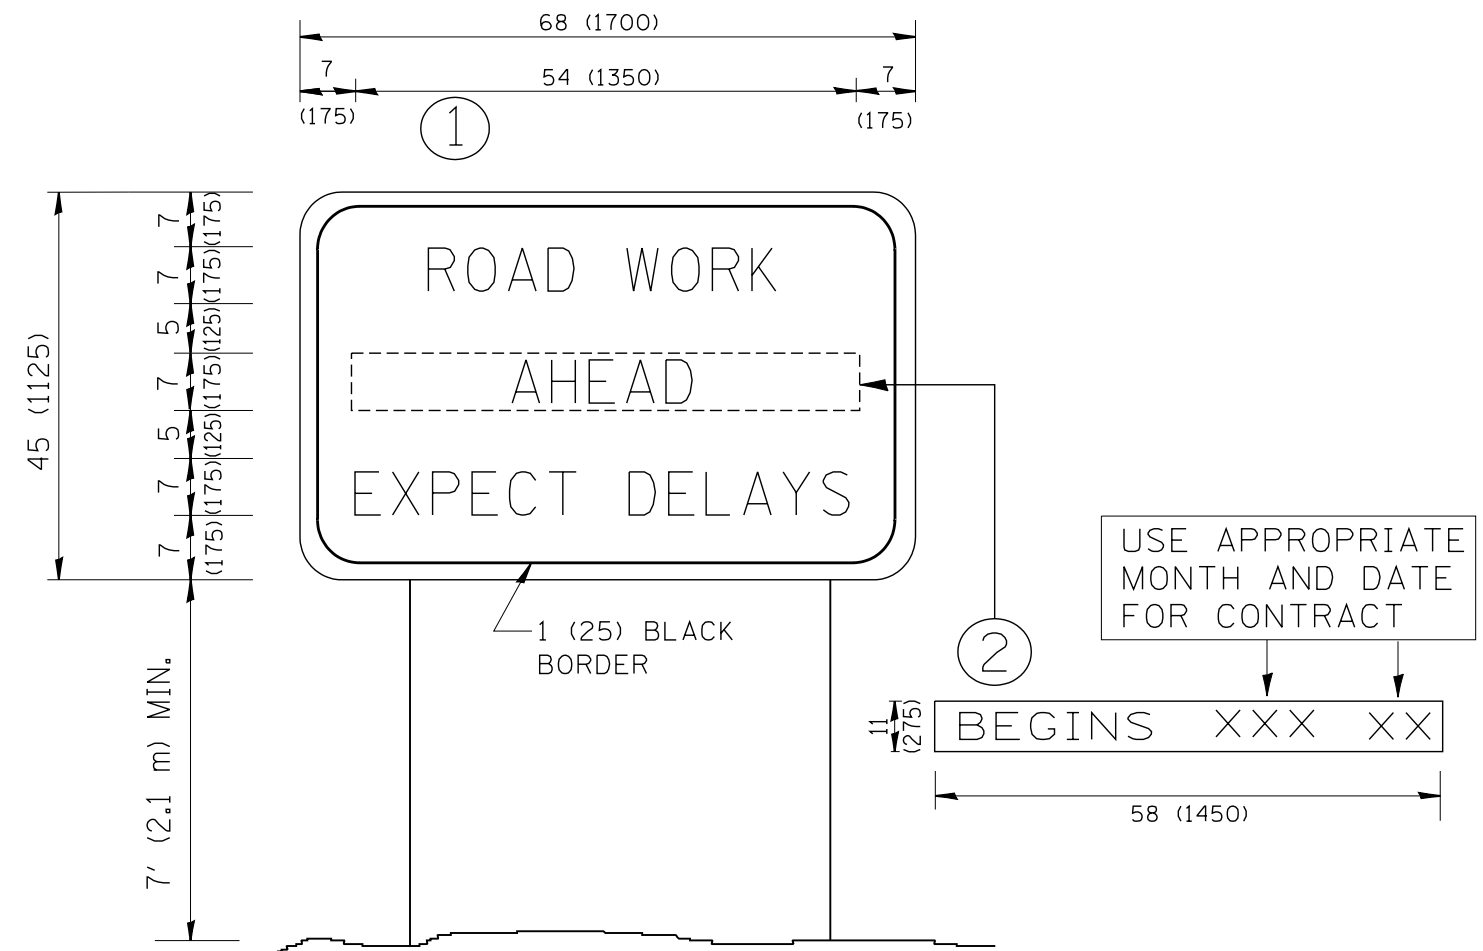 68 (1700)
7
54 (1350)
7
(175)
(175)
1
45 (1125)
7
(175)
7
(175)
5
(125)
7
(175)
5
(125)
7
(175)
7
(175)
ROAD WORK
AHEAD
EXPECT DELAYS
1 (25) BLACK
BORDER
7' (2.1 m) MIN.
USE APPROPRIATE
MONTH AND DATE
FOR CONTRACT
2
11
(275)
BEGINS XXX XX
58 (1450)